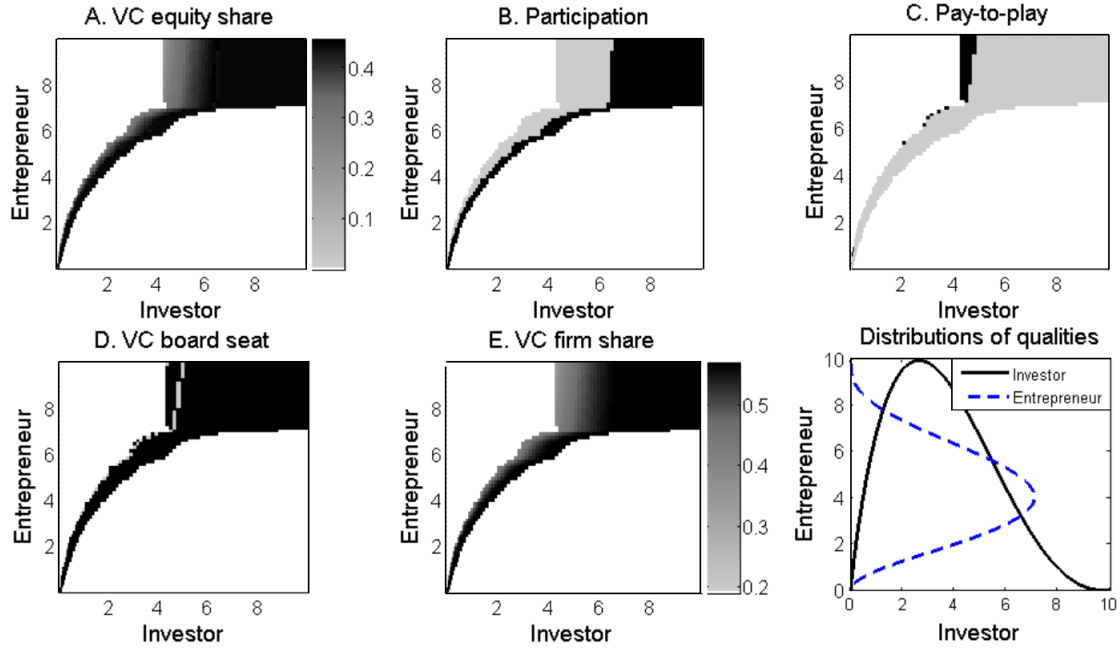 A. VC equity share
Entrepreneur
8
6
4
2
2 4 6 8
Investor
0.4
0.3
0.2
0.1
B. Participation
Entrepreneur
8
6
4
2
2 4 6 8
Investor
C. Pay-to-play
Entrepreneur
8
6
4
2
2 4 6 8
Investor
D. VC board seat
Entrepreneur
8
6
4
2
2 4 6 8
Investor
E. VC firm share
Entrepreneur
8
6
4
2
2 4 6 8
Investor
0.5
0.4
0.3
0.2
Distributions of qualities
Entrepreneur
10
8
6
4
2
0
0 2 4 6 8 10
Investor
Investor
Entrepreneur